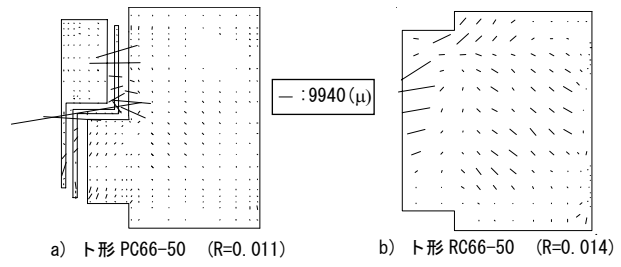 — :9940(μ)
a) ト形 PC66-50 (R=0.011)
b) ト形 RC66-50 (R=0.014)